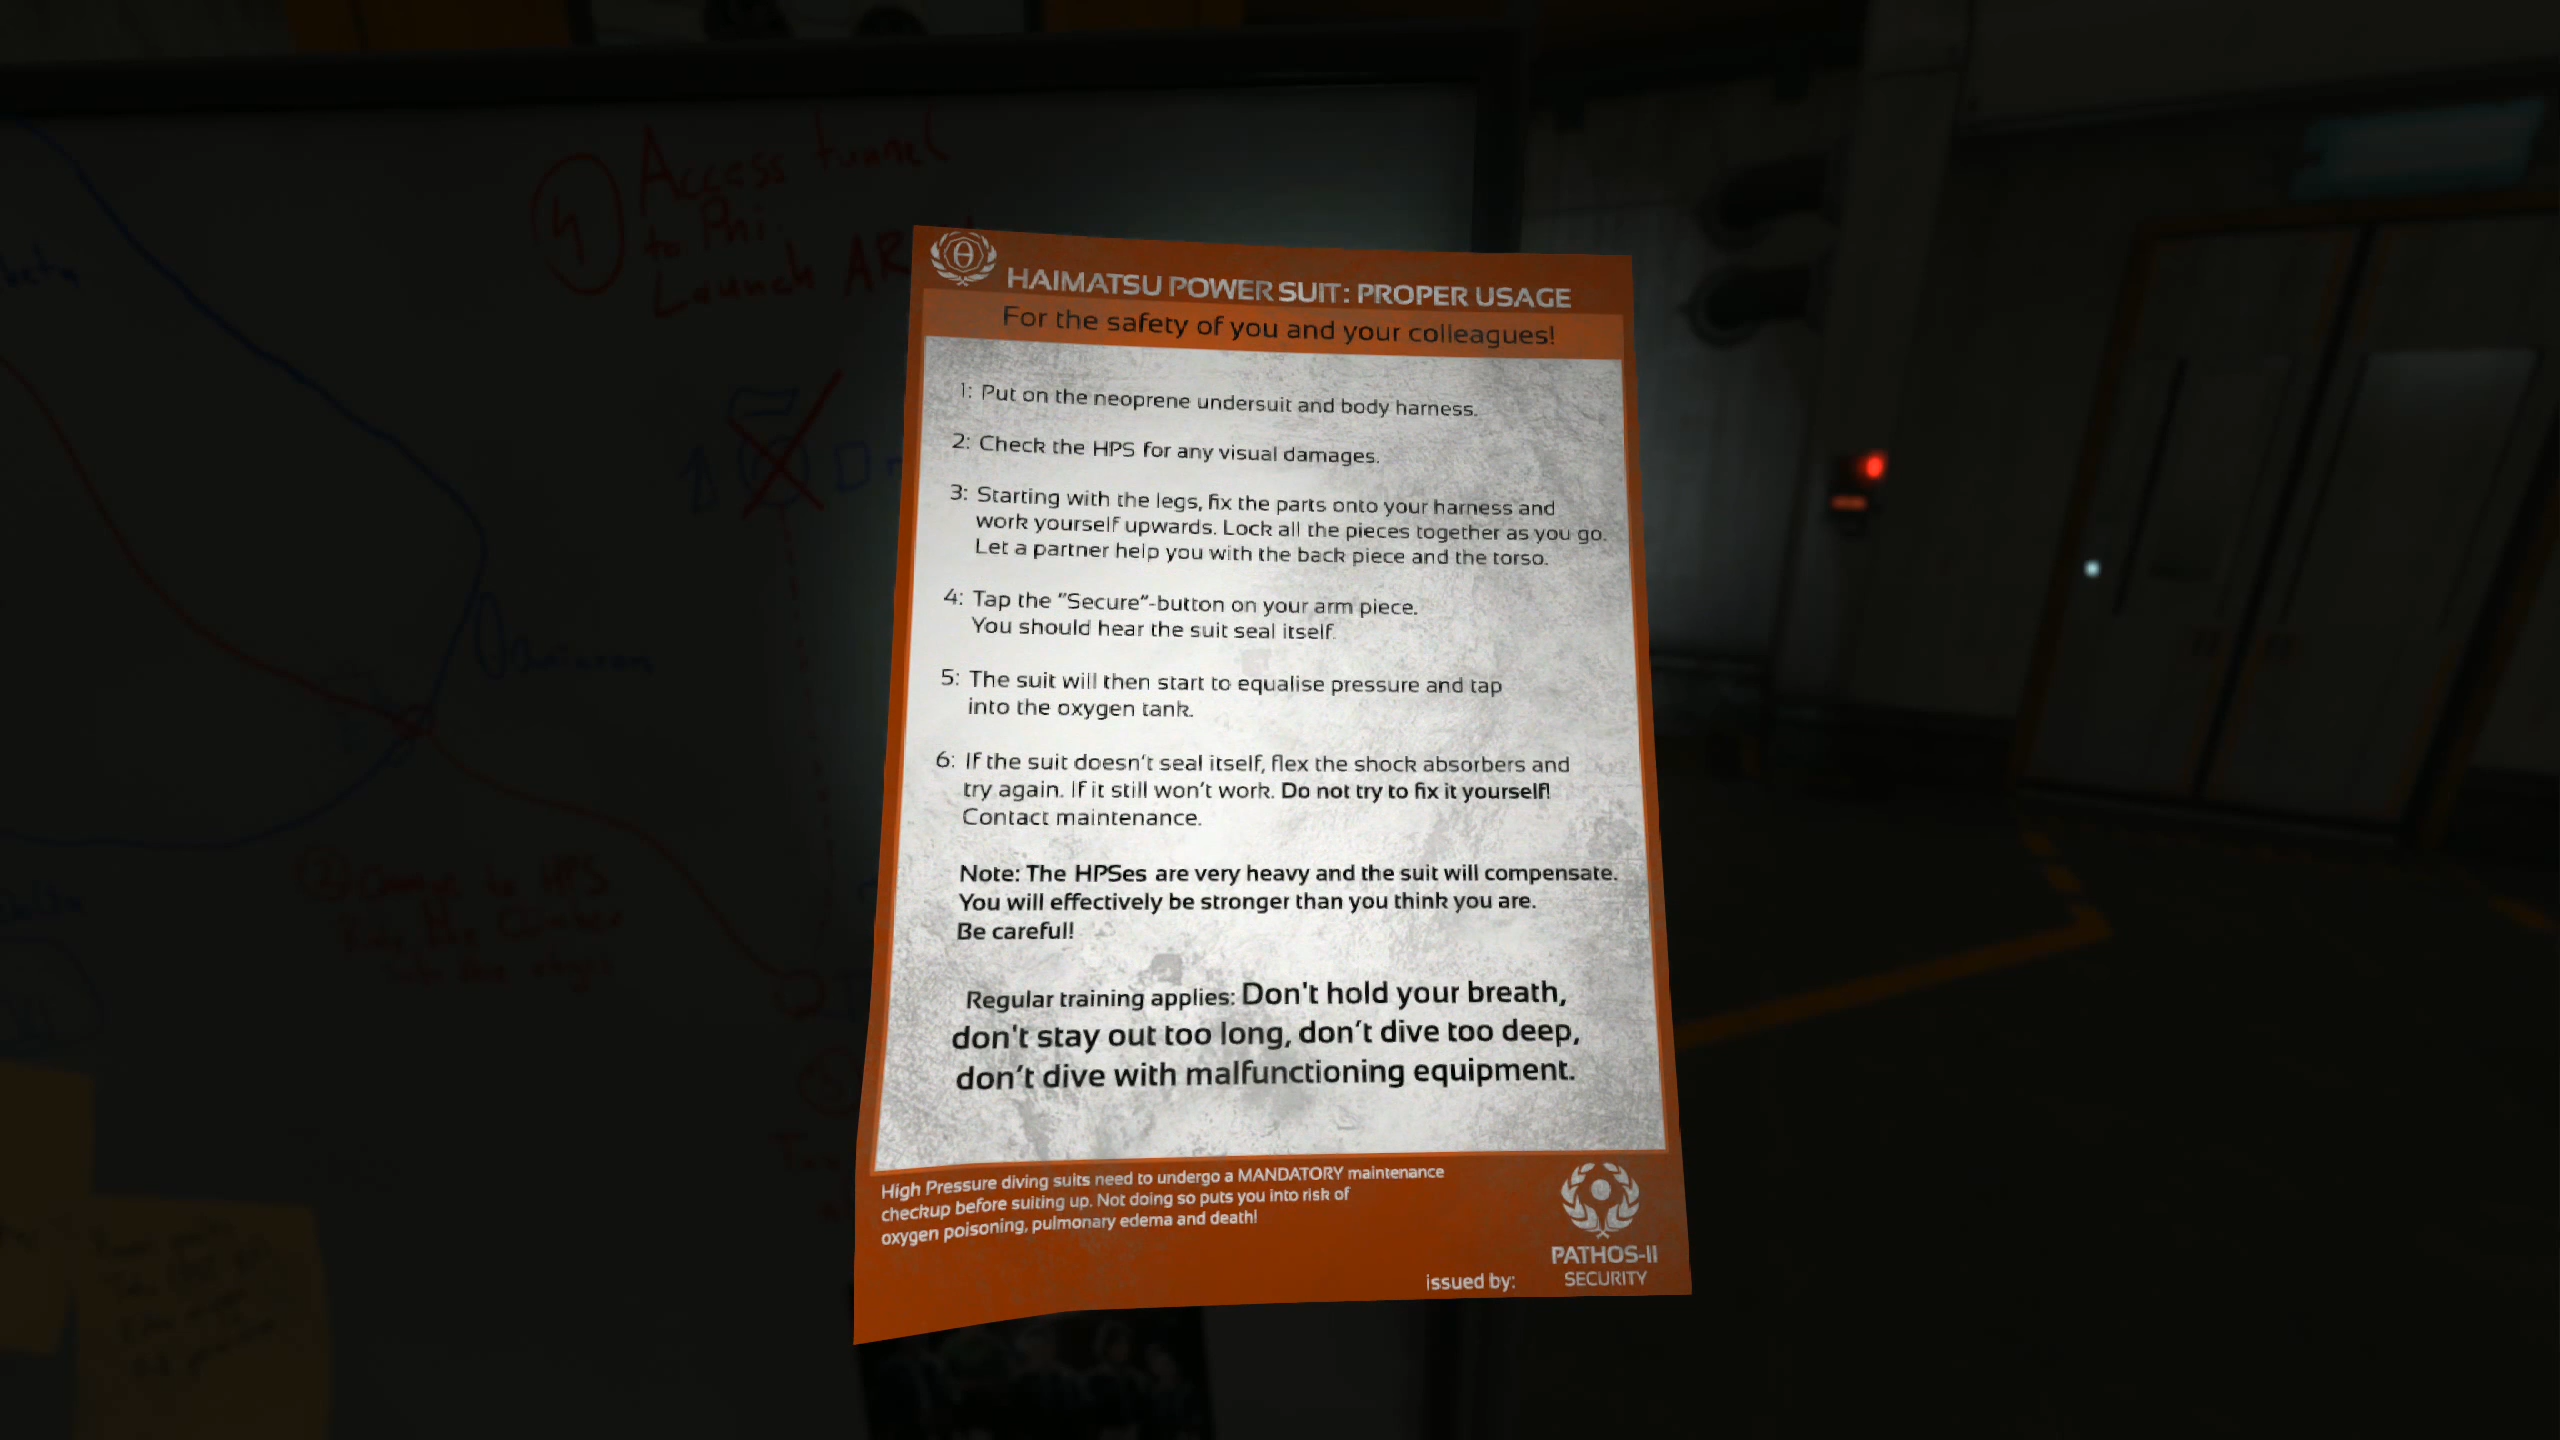 4 Access tunnel
to Phi
Launch AR
HAIMATSU POWER SUIT: PROPER USAGE
For the safety of you and your colleagues!
1: Put on the neoprene undersuit and body harness.
2: Check the HPS for any visual damages.
3: Starting with the legs, fix the parts onto your harness and
work yourself upwards. Lock all the pieces together as you go.
Let a partner help you with the back piece and the torso.
4: Tap the "Secure"-button on your arm piece.
You should hear the suit seal itself.
5: The suit will then start to equalise pressure and tap
into the oxygen tank.
6: If the suit doesn't seal itself, flex the shock absorbers and
try again. If it still won't work. Do not try to fix it yourself!
Contact maintenance.
Note: The HPSes are very heavy and the suit will compensate.
You will effectively be stronger than you think you are.
Be careful!
Regular training applies: Don't hold your breath,
don't stay out too long, don't dive too deep,
don't dive with malfunctioning equipment.
High Pressure diving suits need to undergo a MANDATORY maintenance
checkup before suiting up. Not doing so puts you into risk of
oxygen poisoning, pulmonary edema and death!
issued by:
PATHOS-II
SECURITY
Omicron